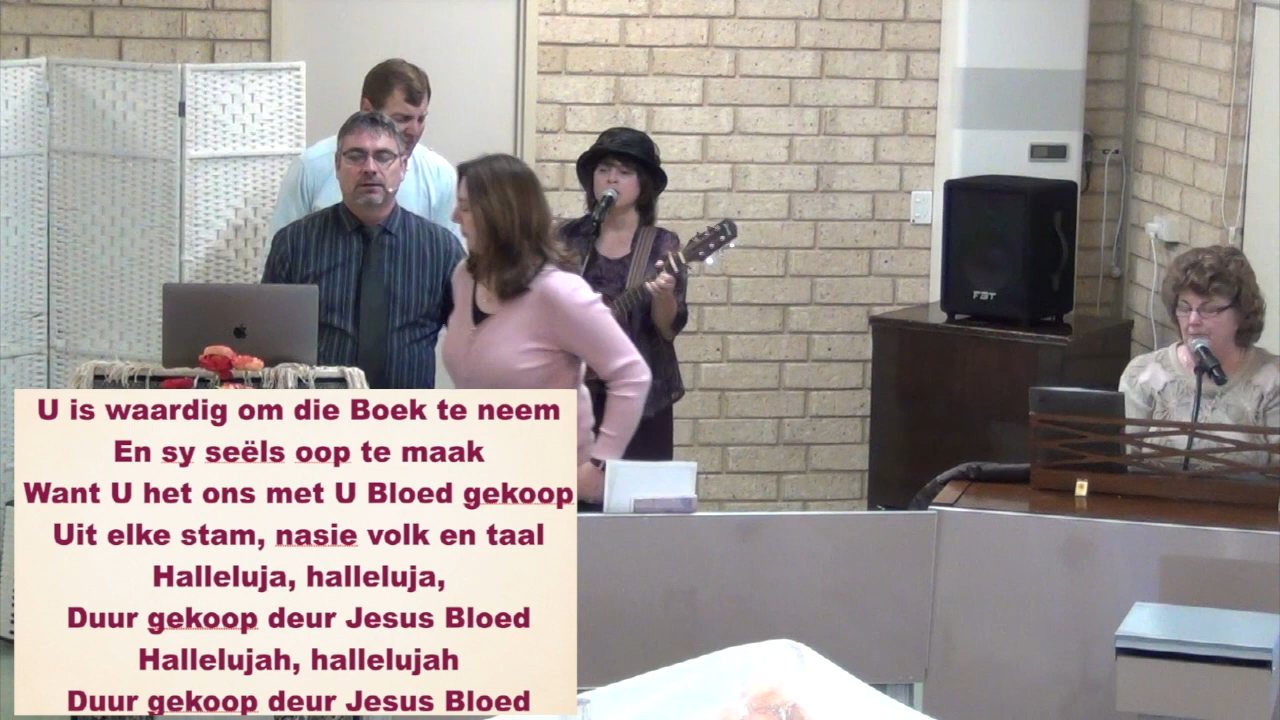 FBT
U is waardig om die Boek te neem
En sy seëls oop te maak
Want U het ons met U Bloed gekoop
Uit elke stam, nasie volk en taal
Halleluja, halleluja,
Duur gekoop deur Jesus Bloed
Hallelujah, hallelujah
Duur gekoop deur Jesus Bloed